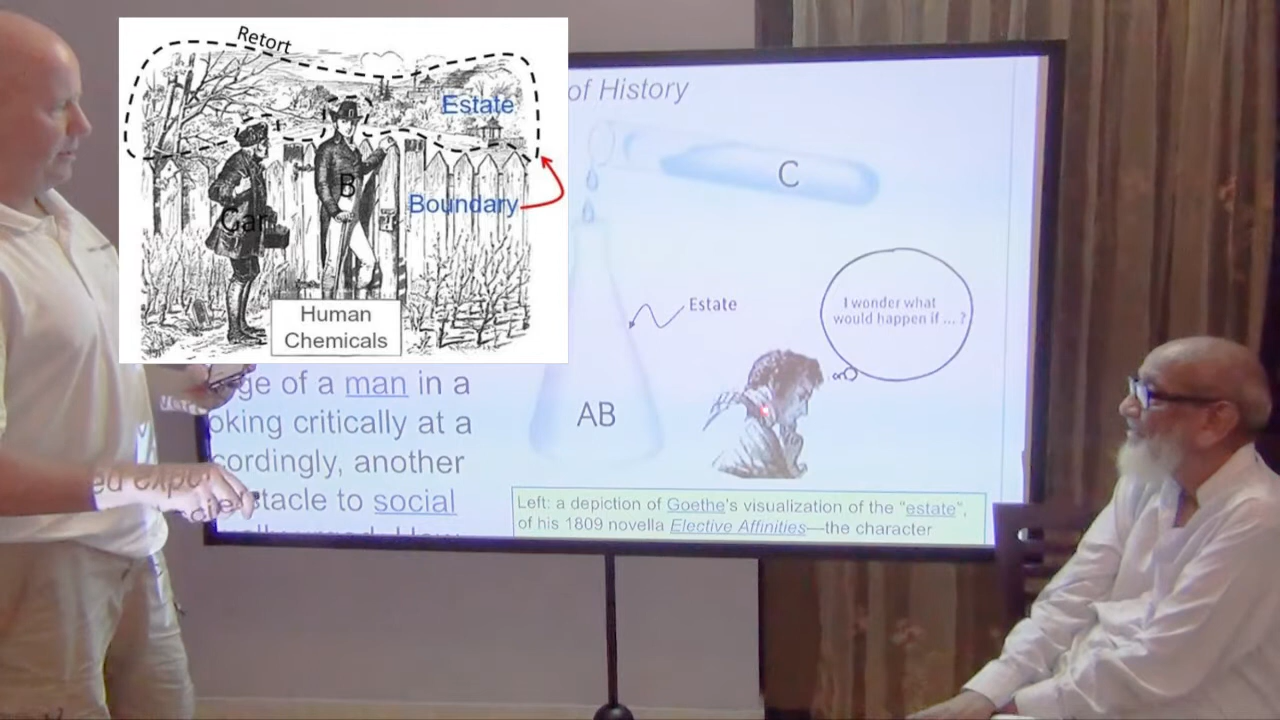 Retort
Estate
B
Boundary
Human
Chemicals
of History
C
Estate
I wonder what
would happen if ... ?
AB
ge of a man in a
oking critically at a
cordingly, another
stacle to social
Left: a depiction of Goethe's visualization of the "estate",
of his 1809 novella Elective Affinities—the character